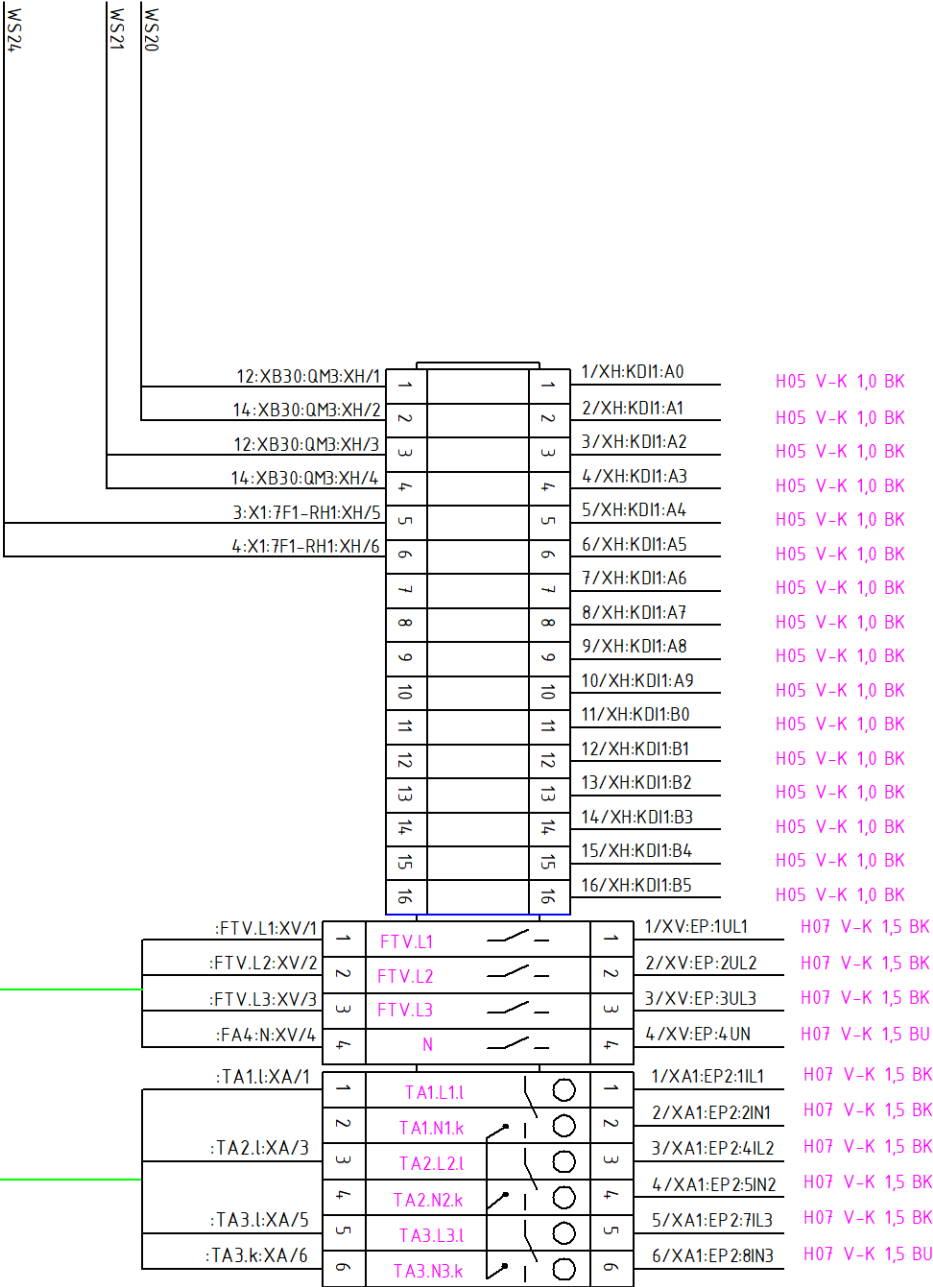 WS24
WS21
WS20
12:XB30:QM3:XH/1 1 1 1/XH:KDI1:A0 H05 V-K 1,0 BK
14:XB30:QM3:XH/2 2 2 2/XH:KDI1:A1 H05 V-K 1,0 BK
12:XB30:QM3:XH/3 3 3 3/XH:KDI1:A2 H05 V-K 1,0 BK
14:XB30:QM3:XH/4 4 4 4/XH:KDI1:A3 H05 V-K 1,0 BK
3:X1:7F1-RH1:XH/5 5 5 5/XH:KDI1:A4 H05 V-K 1,0 BK
4:X1:7F1-RH1:XH/6 6 6 6/XH:KDI1:A5 H05 V-K 1,0 BK
7 7 7/XH:KDI1:A6 H05 V-K 1,0 BK
8 8 8/XH:KDI1:A7 H05 V-K 1,0 BK
9 9 9/XH:KDI1:A8 H05 V-K 1,0 BK
10 10 10/XH:KDI1:A9 H05 V-K 1,0 BK
11 11 11/XH:KDI1:B0 H05 V-K 1,0 BK
12 12 12/XH:KDI1:B1 H05 V-K 1,0 BK
13 13 13/XH:KDI1:B2 H05 V-K 1,0 BK
14 14 14/XH:KDI1:B3 H05 V-K 1,0 BK
15 15 15/XH:KDI1:B4 H05 V-K 1,0 BK
16 16 16/XH:KDI1:B5 H05 V-K 1,0 BK
:FTV.L1:XV/1 1 FTV.L1 1 1/XV:EP:1UL1 H07 V-K 1,5 BK
:FTV.L2:XV/2 2 FTV.L2 2 2/XV:EP:2UL2 H07 V-K 1,5 BK
:FTV.L3:XV/3 3 FTV.L3 3 3/XV:EP:3UL3 H07 V-K 1,5 BK
:FA4:N:XV/4 4 N 4 4/XV:EP:4UN H07 V-K 1,5 BU
:TA1.l:XA/1 1 TA1.L1.l 1 1/XA1:EP2:1IL1 H07 V-K 1,5 BK
2 TA1.N1.k 2 2/XA1:EP2:2IN1 H07 V-K 1,5 BK
:TA2.l:XA/3 3 TA2.L2.l 3 3/XA1:EP2:4IL2 H07 V-K 1,5 BK
4 TA2.N2.k 4 4/XA1:EP2:5IN2 H07 V-K 1,5 BK
:TA3.l:XA/5 5 TA3.L3.l 5 5/XA1:EP2:7IL3 H07 V-K 1,5 BK
:TA3.k:XA/6 6 TA3.N3.k 6 6/XA1:EP2:8IN3 H07 V-K 1,5 BU